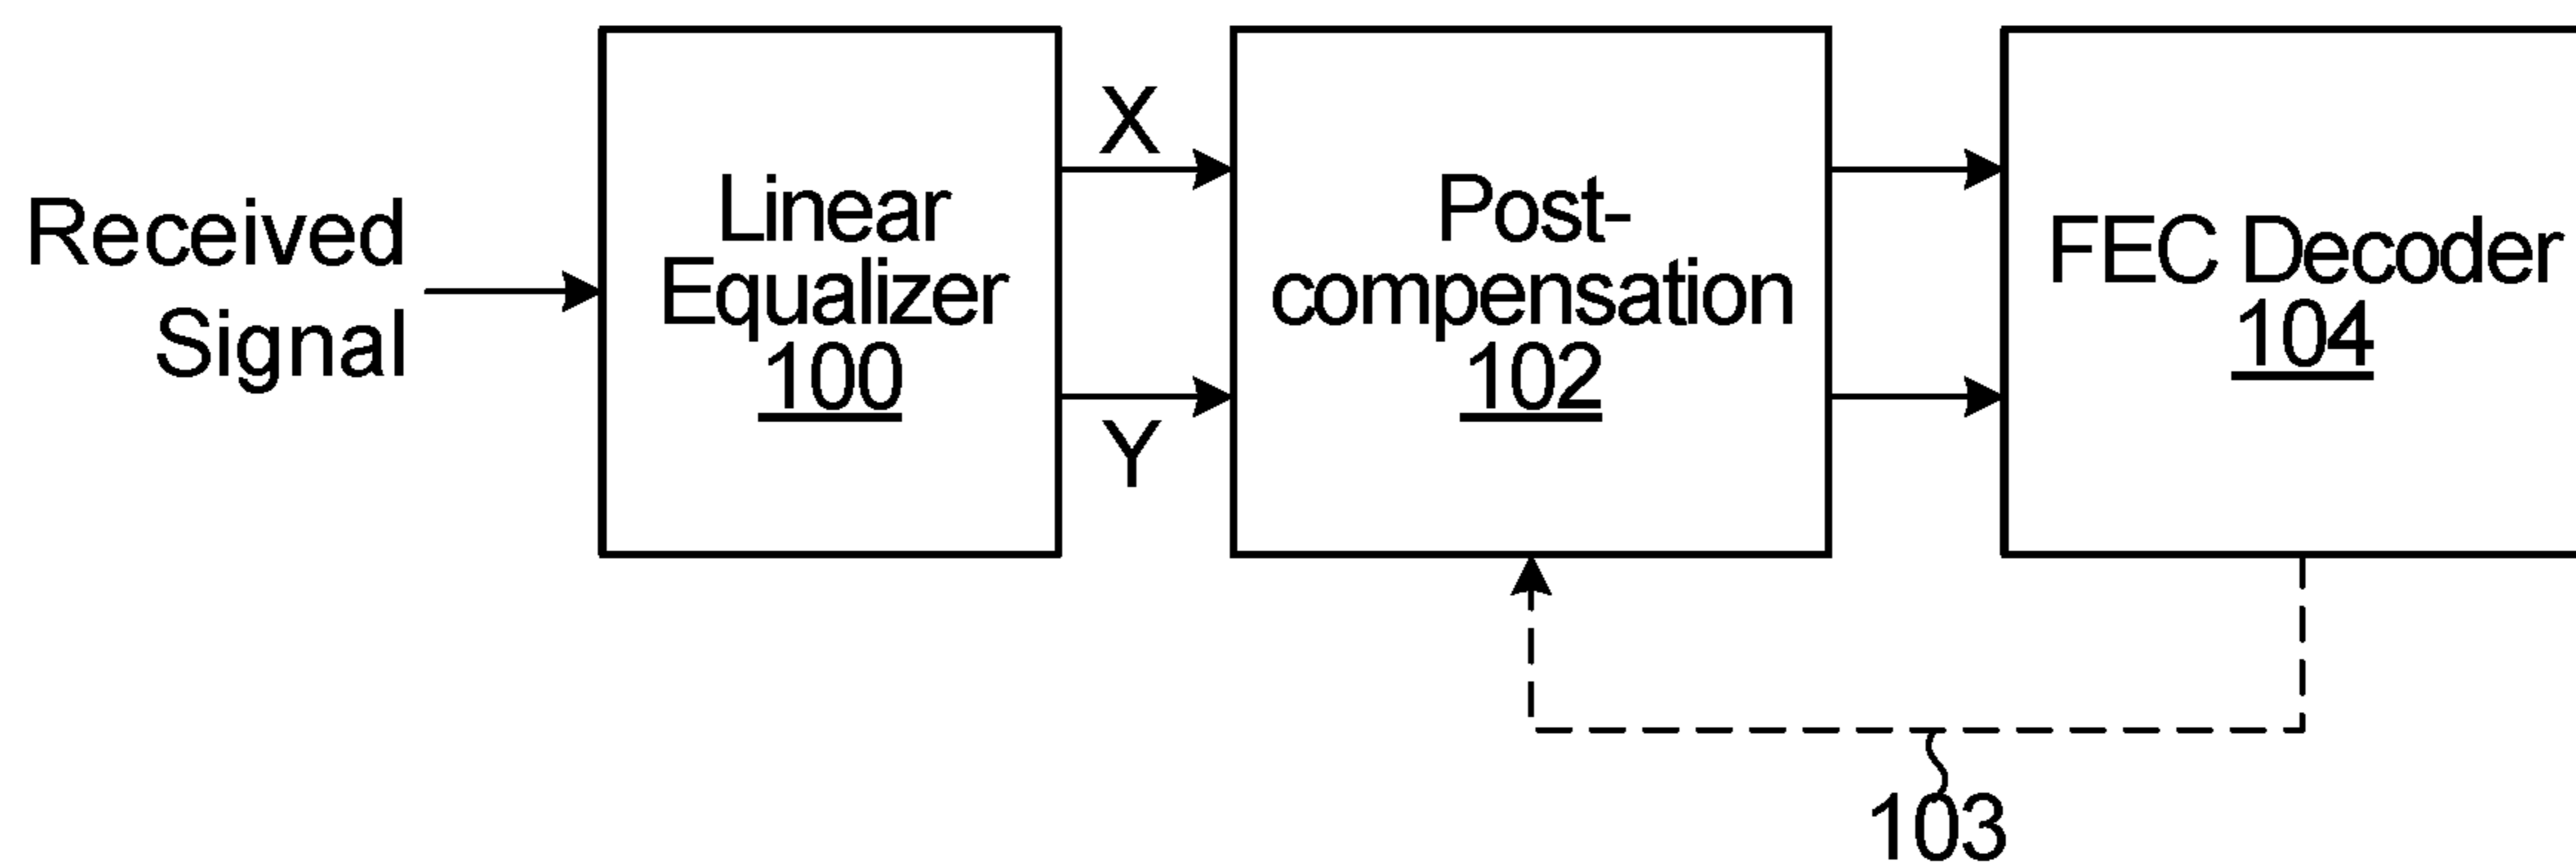 Received
Signal
Linear
Equalizer
100
X
Y
Post-
compensation
102
FEC Decoder
104
103